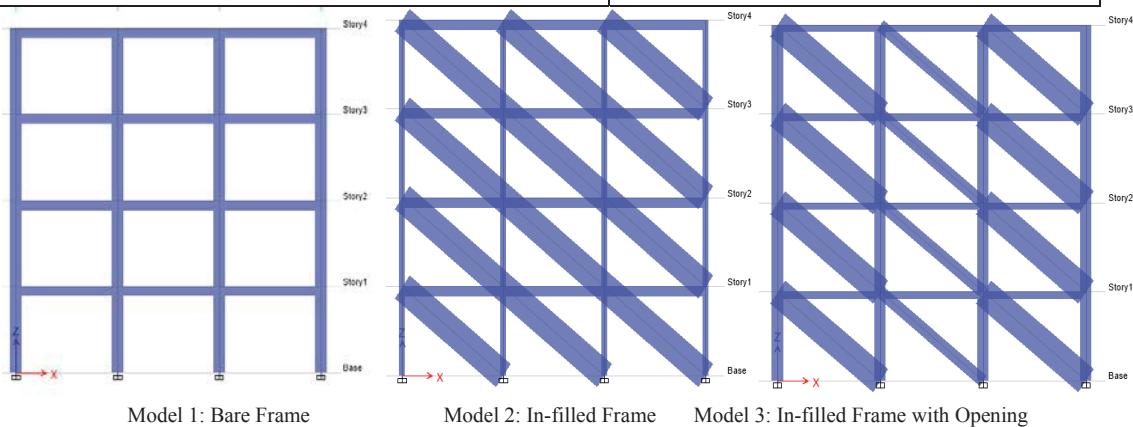 Story4
Story3
Story2
Story1
Base
Z
X
Story4
Story3
Story2
Story1
Base
Z
X
Story4
Story3
Story2
Story1
Base
Z
X
Model 1: Bare Frame
Model 2: In-filled Frame
Model 3: In-filled Frame with Opening